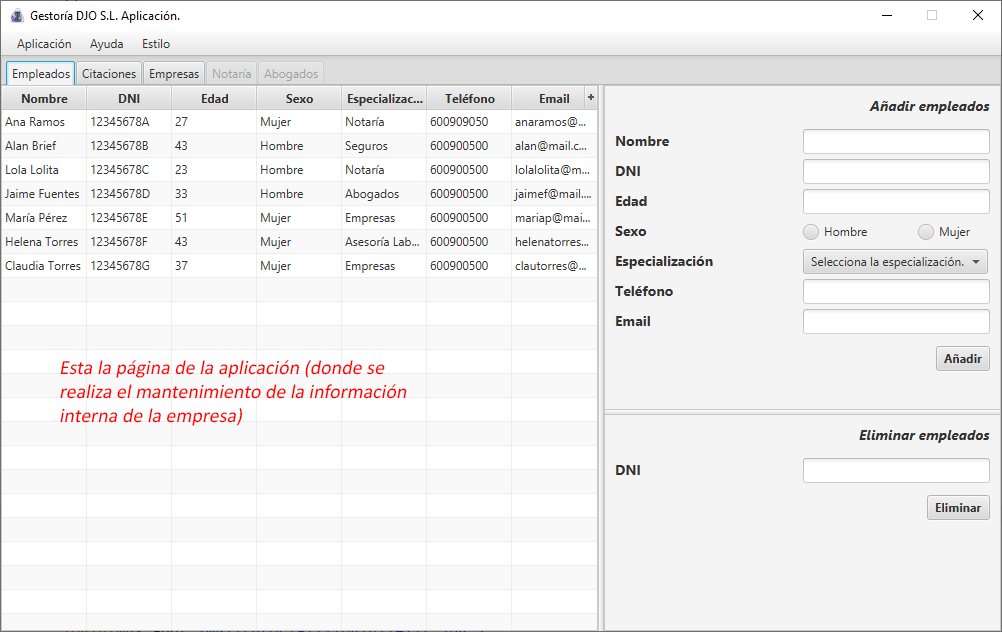 Gestoría DJO S.L. Aplicación.
Aplicación Ayuda Estilo
Empleados Citaciones Empresas Notaría Abogados
Nombre DNI Edad Sexo Especializac... Teléfono Email +
Ana Ramos 12345678A 27 Mujer Notaría 600909050 anaramos@...
Alan Brief 12345678B 43 Hombre Seguros 600900500 alan@mail.c...
Lola Lolita 12345678C 23 Hombre Notaría 600900500 lolalolita@m...
Jaime Fuentes 12345678D 33 Hombre Abogados 600900500 jaimef@mail....
María Pérez 12345678E 51 Mujer Empresas 600900500 mariap@mai...
Helena Torres 12345678F 43 Mujer Asesoría Lab... 600900500 helenatorres...
Claudia Torres 12345678G 37 Mujer Empresas 600900500 clautorres@...
Esta la página de la aplicación (donde se
realiza el mantenimiento de la información
interna de la empresa)
Añadir empleados
Nombre
DNI
Edad
Sexo Hombre Mujer
Especialización Selecciona la especialización.
Teléfono
Email
Añadir
Eliminar empleados
DNI
Eliminar